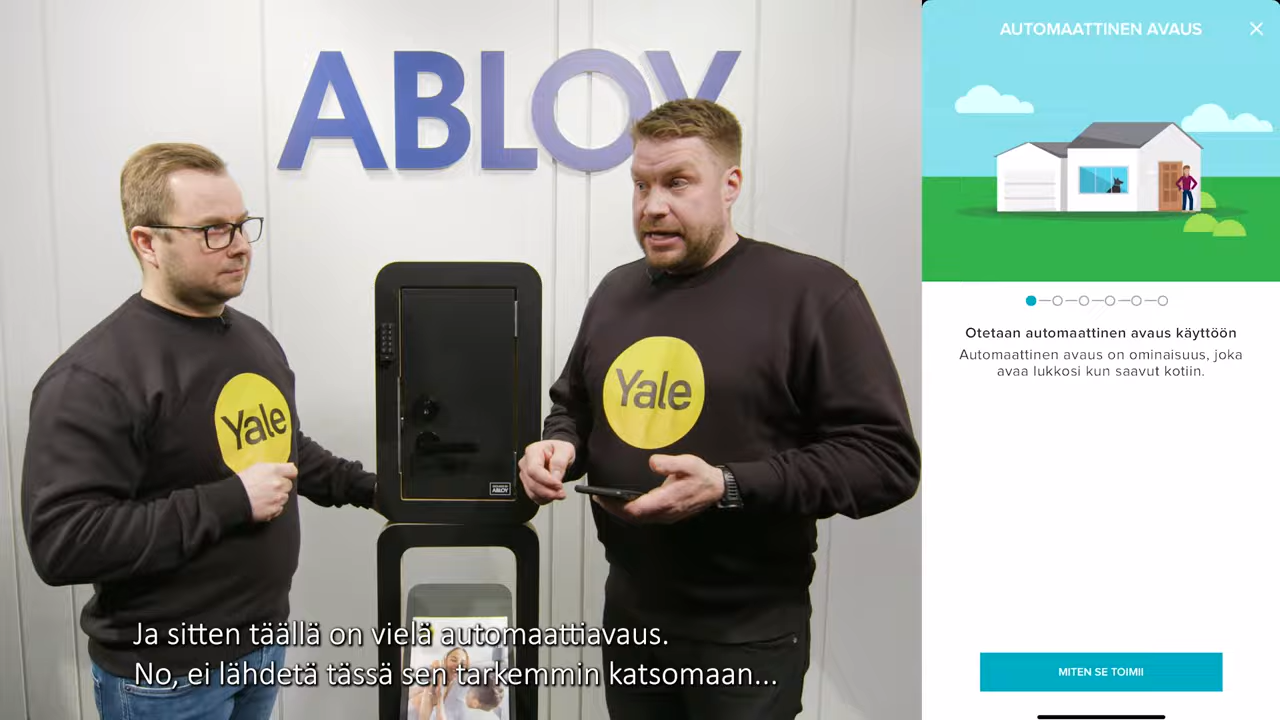 ABLOY
Yale
Yale
ABLOY
Ja sitten täällä on vielä automaattiavaus.
No, ei lähdetä tässä sen tarkemmin katsomaan...
AUTOMAATTINEN AVAUS
Otetaan automaattinen avaus käyttöön
Automaattinen avaus on ominaisuus, joka
avaa lukkosi kun saavut kotiin.
MITEN SE TOIMII